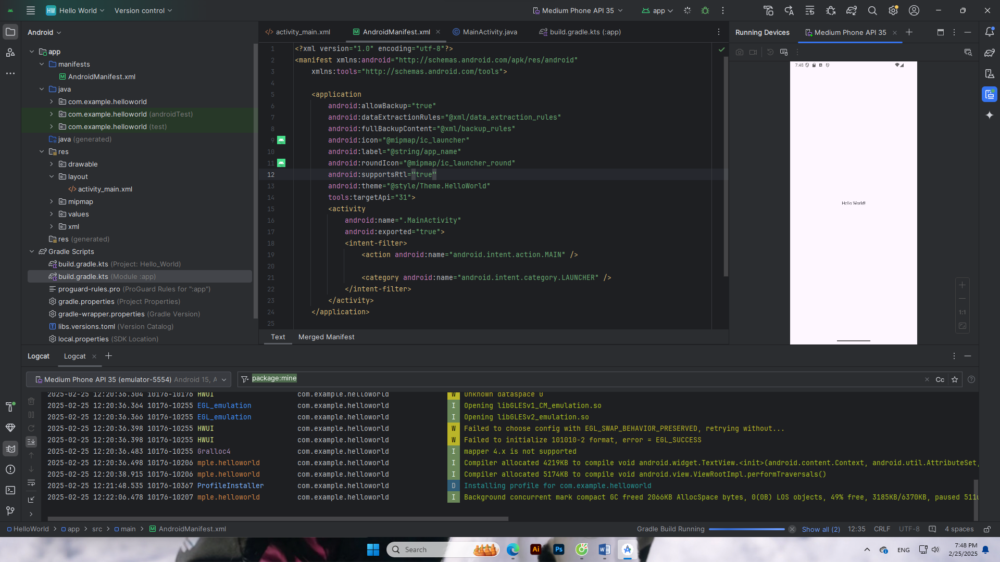 HW Hello World Version control Medium Phone API 35 app
Android
app
manifests
AndroidManifest.xml
java
com.example.helloworld
com.example.helloworld (androidTest)
com.example.helloworld (test)
java (generated)
res
drawable
layout
activity_main.xml
mipmap
values
xml
res (generated)
Gradle Scripts
build.gradle.kts (Project: Hello_World)
build.gradle.kts (Module :app)
proguard-rules.pro (ProGuard Rules for ":app")
gradle.properties (Project Properties)
gradle-wrapper.properties (Gradle Version)
libs.versions.toml (Version Catalog)
local.properties (SDK Location)
activity_main.xml AndroidManifest.xml MainActivity.java build.gradle.kts (:app)
1 <?xml version="1.0" encoding="utf-8"?>
2 <manifest xmlns:android="http://schemas.android.com/apk/res/android"
3 xmlns:tools="http://schemas.android.com/tools">
4
5 <application
6 android:allowBackup="true"
7 android:dataExtractionRules="@xml/data_extraction_rules"
8 android:fullBackupContent="@xml/backup_rules"
9 android:icon="@mipmap/ic_launcher"
10 android:label="@string/app_name"
11 android:roundIcon="@mipmap/ic_launcher_round"
12 android:supportsRtl="true"
13 android:theme="@style/Theme.HelloWorld"
14 tools:targetApi="31">
15 <activity
16 android:name=".MainActivity"
17 android:exported="true">
18 <intent-filter>
19 <action android:name="android.intent.action.MAIN" />
20
21 <category android:name="android.intent.category.LAUNCHER" />
22 </intent-filter>
23 </activity>
24 </application>
25
Text Merged Manifest
Running Devices Medium Phone API 35
7:48
Hello World!
1:1
Logcat Logcat
Medium Phone API 35 (emulator-5554) Android 15, A
package:mine
Cc
2025-02-25 12:20:36.304 10176-10176 HWUI com.example.helloworld W Unknown dataspace 0
2025-02-25 12:20:36.364 10176-10255 EGL_emulation com.example.helloworld I Opening libGLESv1_CM_emulation.so
2025-02-25 12:20:36.366 10176-10255 EGL_emulation com.example.helloworld I Opening libGLESv2_emulation.so
2025-02-25 12:20:36.398 10176-10255 HWUI com.example.helloworld W Failed to choose config with EGL_SWAP_BEHAVIOR_PRESERVED, retrying without...
2025-02-25 12:20:36.398 10176-10255 HWUI com.example.helloworld W Failed to initialize 101010-2 format, error = EGL_SUCCESS
2025-02-25 12:20:36.483 10176-10255 Gralloc4 com.example.helloworld I mapper 4.x is not supported
2025-02-25 12:20:36.498 10176-10206 mple.helloworld com.example.helloworld I Compiler allocated 4219KB to compile void android.widget.TextView.<init>(android.content.Context, android.util.AttributeSet,
2025-02-25 12:20:38.915 10176-10206 mple.helloworld com.example.helloworld I Compiler allocated 5174KB to compile void android.view.ViewRootImpl.performTraversals()
2025-02-25 12:21:48.535 10176-10367 ProfileInstaller com.example.helloworld D Installing profile for com.example.helloworld
2025-02-25 12:22:06.478 10176-10207 mple.helloworld com.example.helloworld I Background concurrent mark compact GC freed 2066KB AllocSpace bytes, 0(0B) LOS objects, 49% free, 3185KB/6370KB, paused 511u
HelloWorld app src main AndroidManifest.xml
Gradle Build Running Show all (2) 12:35 CRLF UTF-8 4 spaces
Search
Ai
Ps
ENG
7:48 PM
2/25/2025